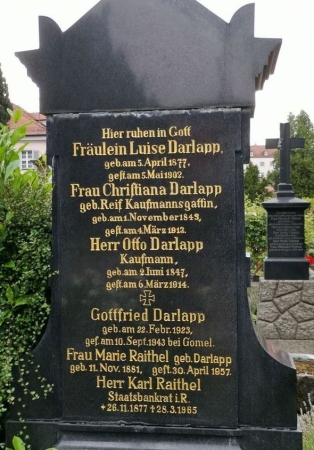 Hier ruhen in Gott
Fräulein Luise Darlapp,
geb. am 5. April 1877,
gest. am 5. Mai 1902.
Frau Christiana Darlapp
geb. Reif Kaufmannsgattin,
geb. am 1. November 1849,
gest. am 4. März 1912.
Herr Otto Darlapp
Kaufmann,
geb. am 2. Juni 1847,
gest. am 6. März 1914.
Gottfried Darlapp
geb. am 22. Febr. 1923,
gef. am 10. Sept. 1943 bei Gomel.
Frau Marie Raithel geb. Darlapp
geb. 11. Nov. 1881, gest. 30. April 1957.
Herr Karl Raithel
Staatsbankrat i. R.
+ 26.11.1877 + 28.3.1965